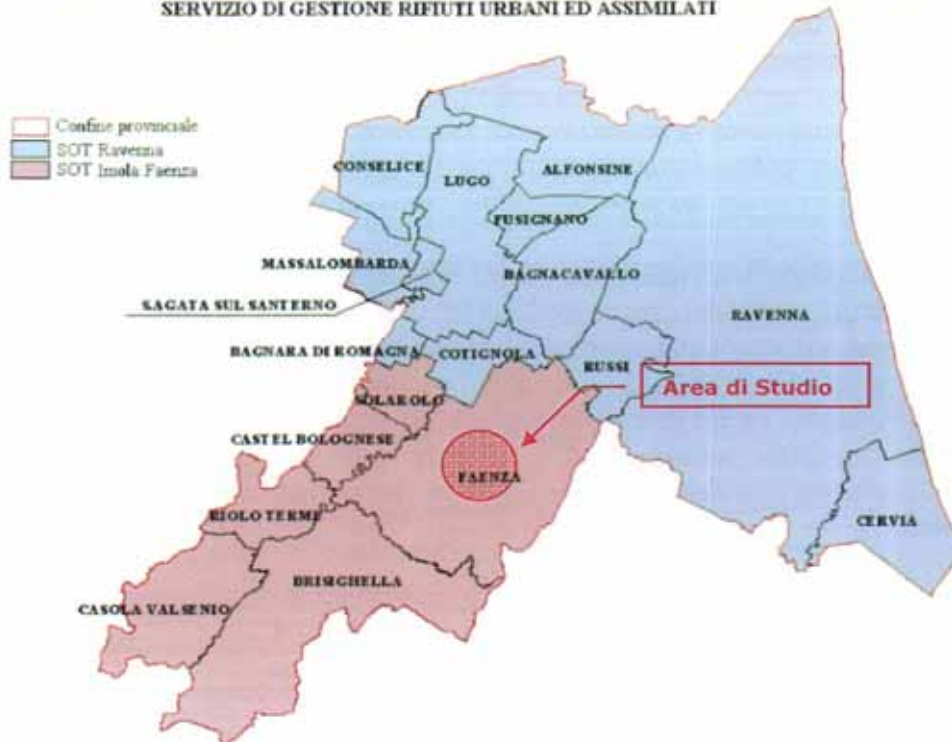 SERVIZIO DI GESTIONE RIFIUTI URBANI ED ASSIMILATI
Confine provinciale
SOT Ravenna
SOT Imola Faenza
CONSELICE
LUGO
ALFONSINE
FUSIGNANO
MASSALOMBARDA
BAGNACAVALLO
S.AGATA SUL SANTERNO
RAVENNA
BAGNARA DI ROMAGNA
COTIGNOLA
RUSSI
Area di Studio
SOLAROLO
CASTEL BOLOGNESE
FAENZA
RIOLO TERME
CERVIA
BRISIGHELLA
CASOLA VALSENIO